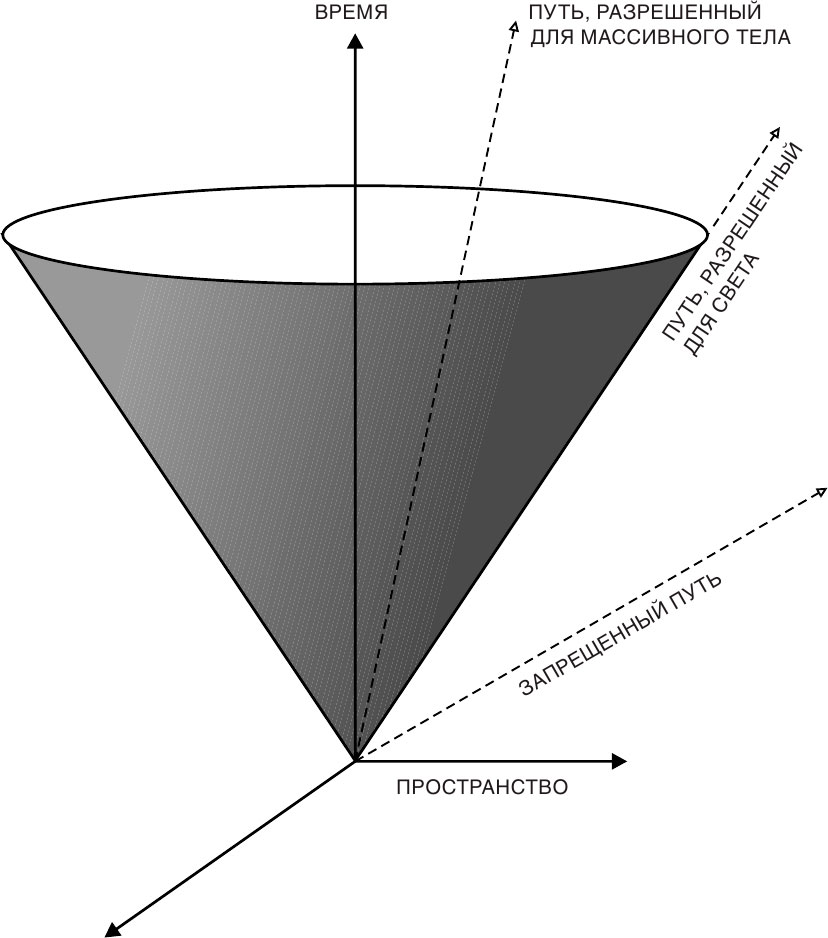 ВРЕМЯ
ПУТЬ, РАЗРЕШЕННЫЙ
ДЛЯ МАССИВНОГО ТЕЛА
ПУТЬ, РАЗРЕШЕННЫЙ
ДЛЯ СВЕТА
ЗАПРЕЩЕННЫЙ ПУТЬ
ПРОСТРАНСТВО